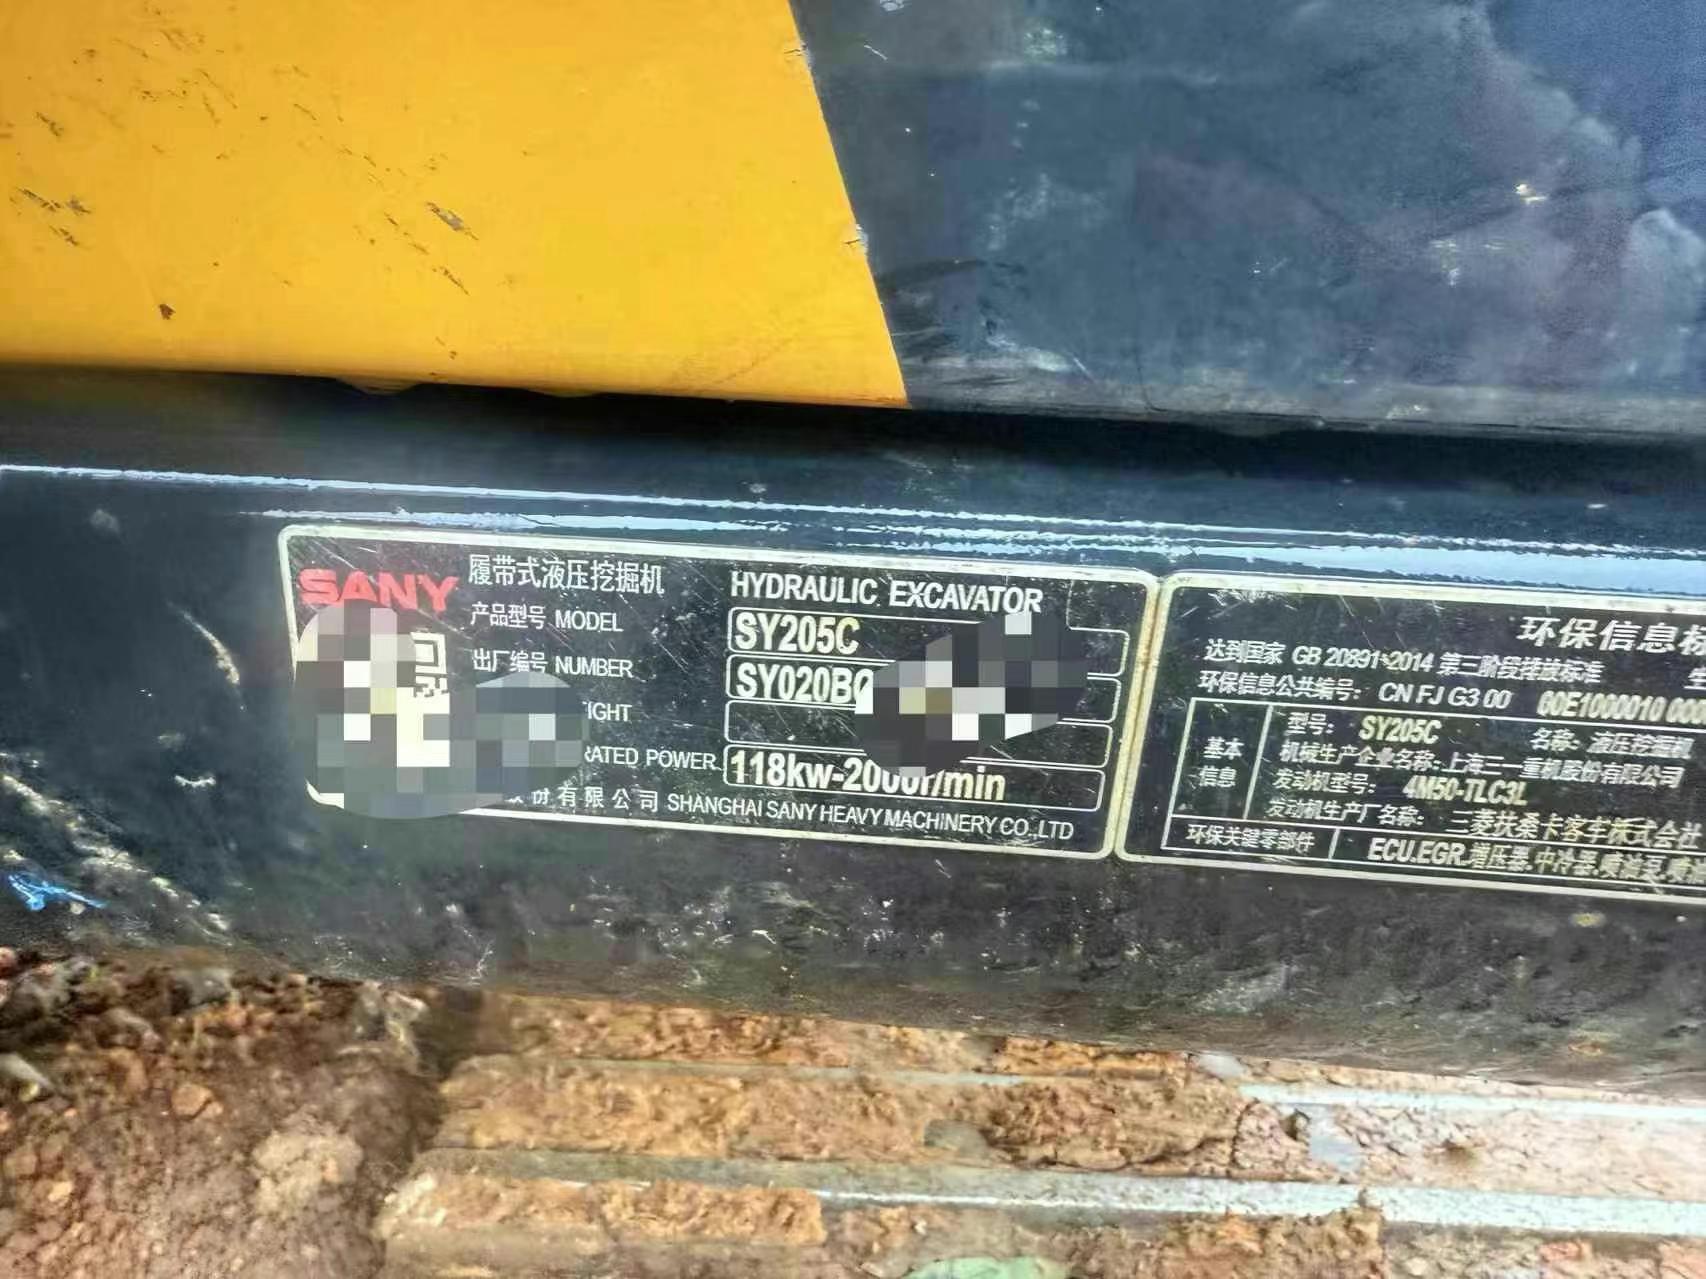 SANY 履带式液压挖掘机 HYDRAULIC EXCAVATOR
产品型号 MODEL SY205C
出厂编号 NUMBER SY020B
118kw-2000r/min
RATED POWER
份有限公司 SHANGHAI SANY HEAVY MACHINERY CO.,LTD
环保信息标
达到国家 GB 20891-2014 第三阶段排放标准
环保信息公共编号: CN FJ G3 00 60E1000010 000
基本信息
型号: SY205C 名称: 液压挖掘机
机械生产企业名称: 上海三一重机股份有限公司
发动机型号: 4M50-TLC3L
发动机生产厂名称: 三菱扶桑卡客车株式会社
环保关键零部件 ECU.EGR.增压器.中冷器.喷油泵.喷